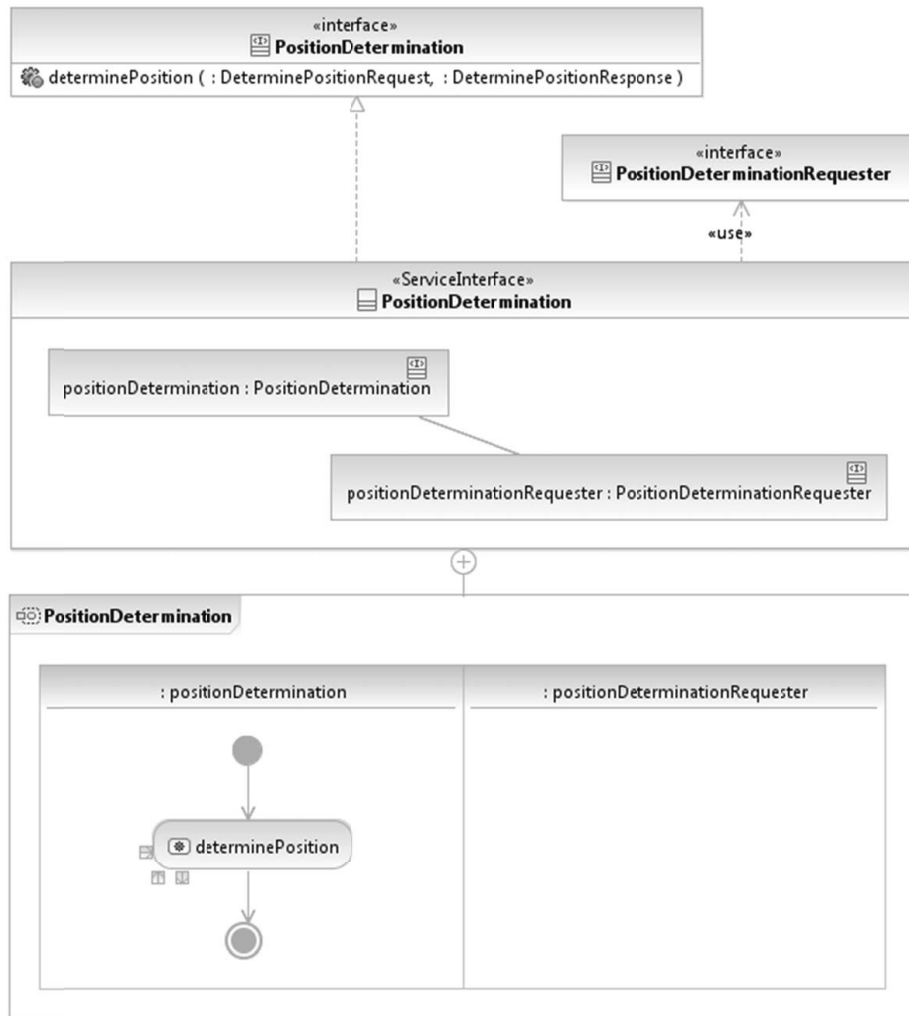 «interface»
PositionDetermination
determinePosition ( : DeterminePositionRequest, : DeterminePositionResponse )
«interface»
PositionDeterminationRequester
«use»
«ServiceInterface»
PositionDetermination
positionDetermination : PositionDetermination
positionDeterminationRequester : PositionDeterminationRequester
PositionDetermination
: positionDetermination
: positionDeterminationRequester
determinePosition